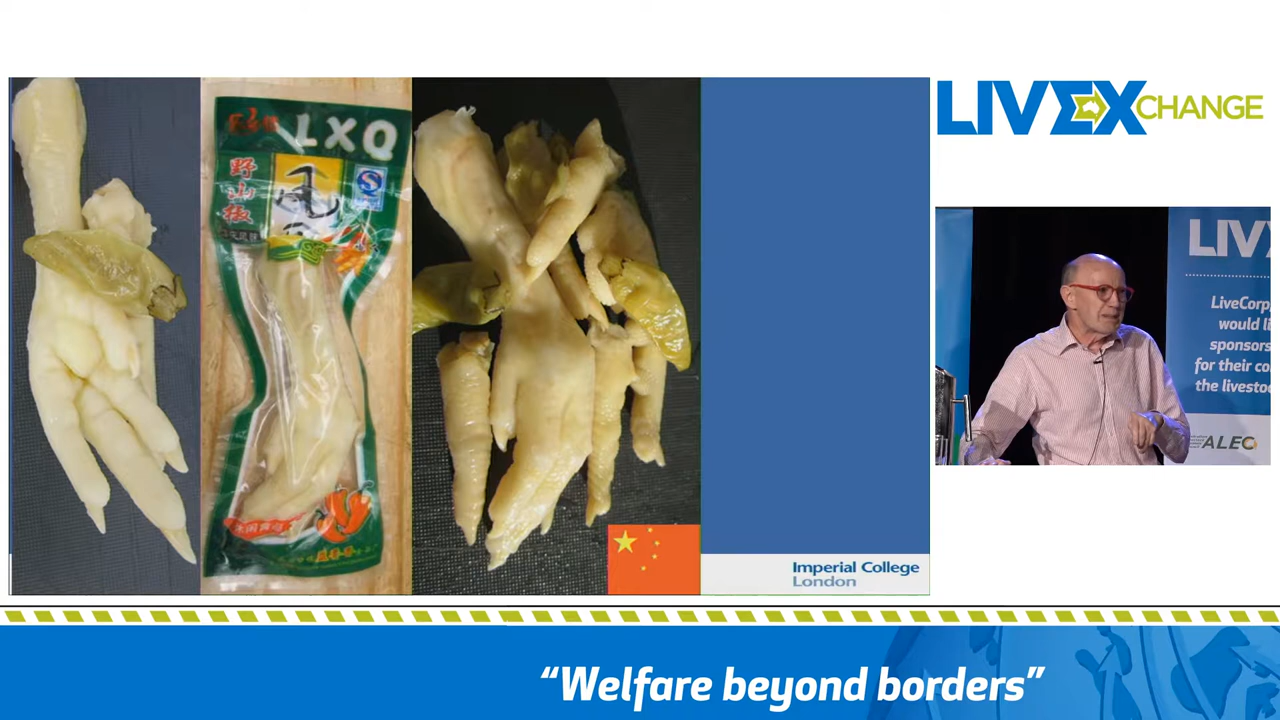 LXQ
野
山
椒
Imperial College
London
LIVEXCHANGE
LIV
LiveCorp
would li
sponsors
for their co
the livestoc
ALEC
“Welfare beyond borders”